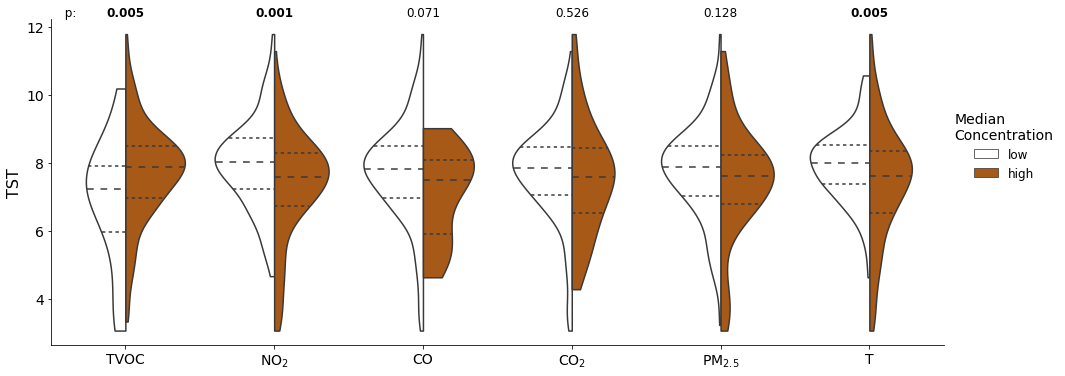 p: 0.005 0.001 0.071 0.526 0.128 0.005
12
10
8
6
4
TST
TVOC NO₂ CO CO₂ PM₂.₅ T
Median
Concentration
low
high